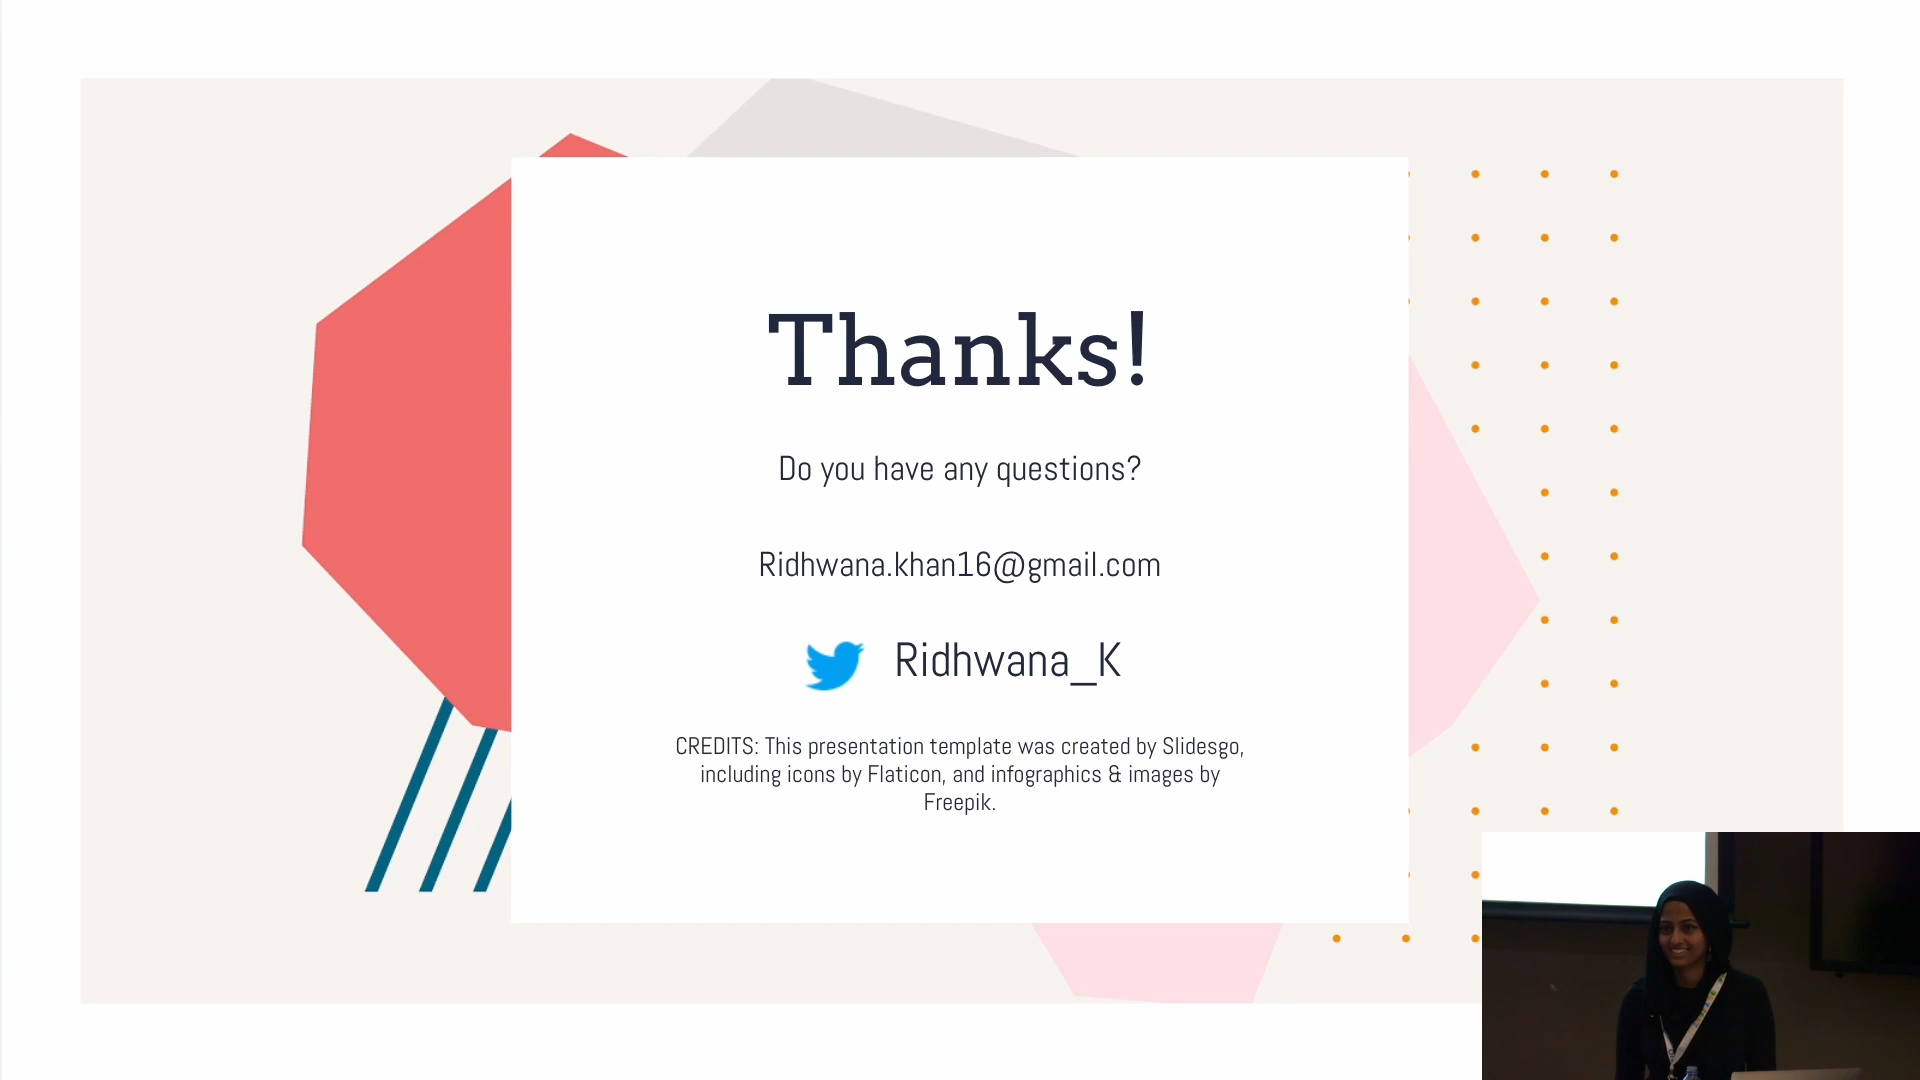 Thanks!
Do you have any questions?
Ridhwana.khan16@gmail.com
Ridhwana_K
CREDITS: This presentation template was created by Slidesgo,
including icons by Flaticon, and infographics & images by
Freepik.